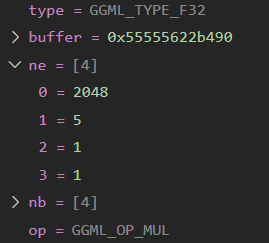 type = GGML_TYPE_F32
buffer = 0x55555622b490
ne = [4]
0 = 2048
1 = 5
2 = 1
3 = 1
nb = [4]
op = GGML_OP_MUL